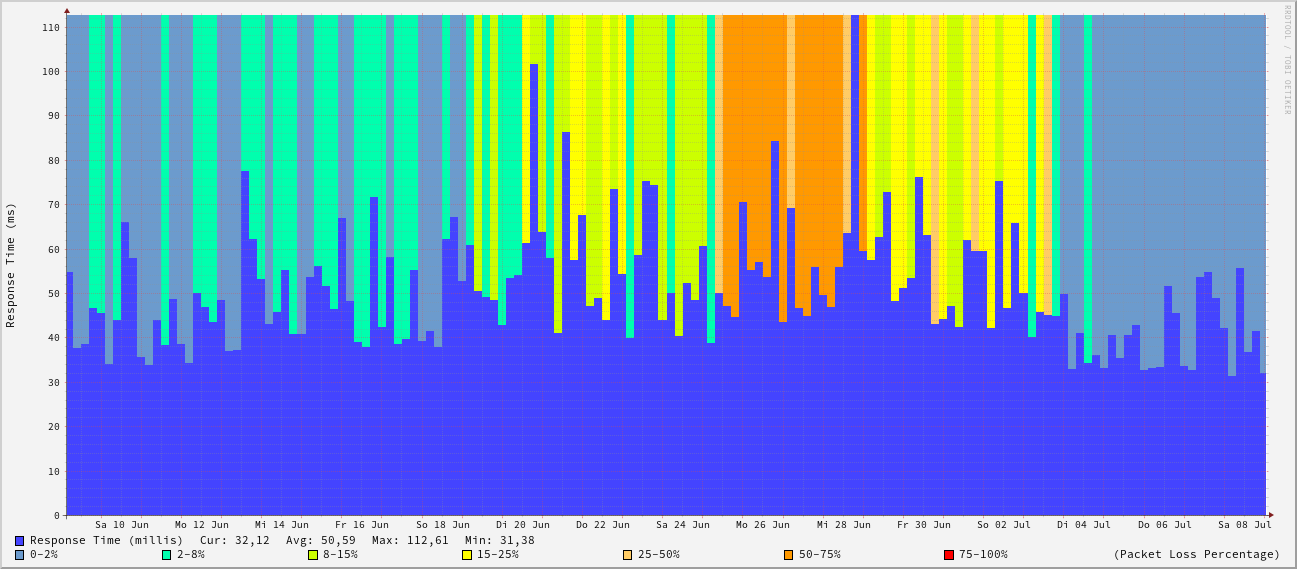 RRDTOOL / TOBI OETIKER
Response Time (ms)
110
100
90
80
70
60
50
40
30
20
10
0
Sa 10 Jun Mo 12 Jun Mi 14 Jun Fr 16 Jun So 18 Jun Di 20 Jun Do 22 Jun Sa 24 Jun Mo 26 Jun Mi 28 Jun Fr 30 Jun So 02 Jul Di 04 Jul Do 06 Jul Sa 08 Jul
Response Time (millis) Cur: 32,12 Avg: 50,59 Max: 112,61 Min: 31,38
0-2% 2-8% 8-15% 15-25% 25-50% 50-75% 75-100% (Packet Loss Percentage)